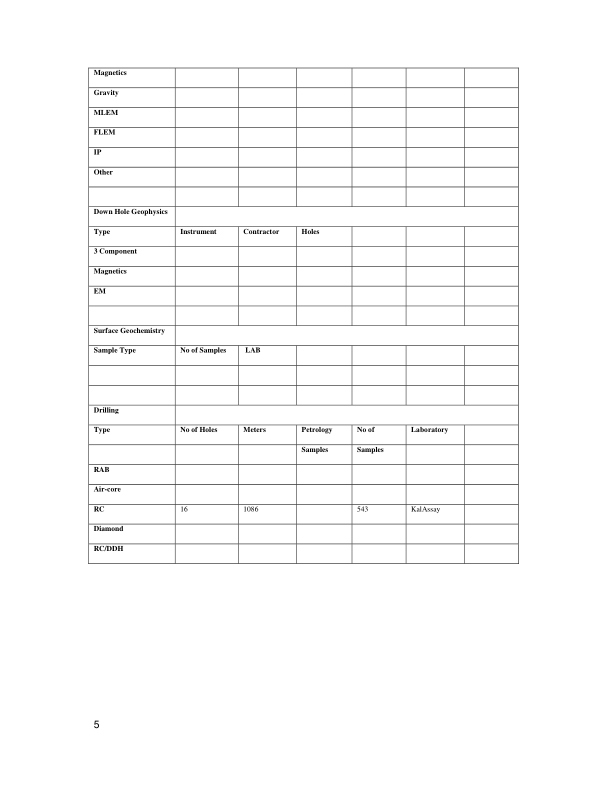 Magnetics
Gravity
MLEM
FLEM
IP
Other
Down Hole Geophysics
Type Instrument Contractor Holes
3 Component
Magnetics
EM
Surface Geochemistry
Sample Type No of Samples LAB
Drilling
Type No of Holes Meters Petrology No of Laboratory
Samples Samples
RAB
Air-core
RC 16 1086 543 KalAssay
Diamond
RC/DDH
5